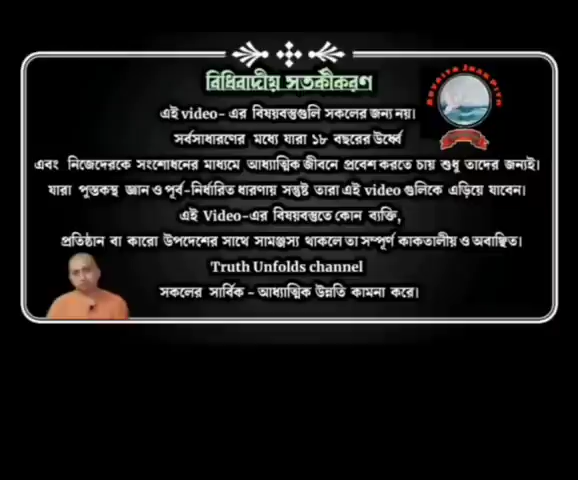 বিধিবাদীয় সতর্কীকরণ
এই video- এর বিষয়বস্তুগুলি সকলের জন্য নয়।
সর্বসাধারণের মধ্যে যারা ১৮ বছরের উর্ধ্বে
এবং নিজেদেরকে সংশোধনের মাধ্যমে আধ্যাত্মিক জীবনে প্রবেশ করতে চায় শুধু তাদের জন্যই।
যারা পুস্তকস্থ জ্ঞান ও পূর্ব-নির্ধারিত ধারণায় সন্তুষ্ট তারা এই video গুলিকে এড়িয়ে যাবেন।
এই Video-এর বিষয়বস্তুতে কোন ব্যক্তি,
প্রতিষ্ঠান বা কারো উপদেশের সাথে সামঞ্জস্য থাকলে তা সম্পূর্ণ কাকতালীয় ও অবাঞ্ছিত।
Truth Unfolds channel
সকলের সার্বিক - আধ্যাত্মিক উন্নতি কামনা করে।